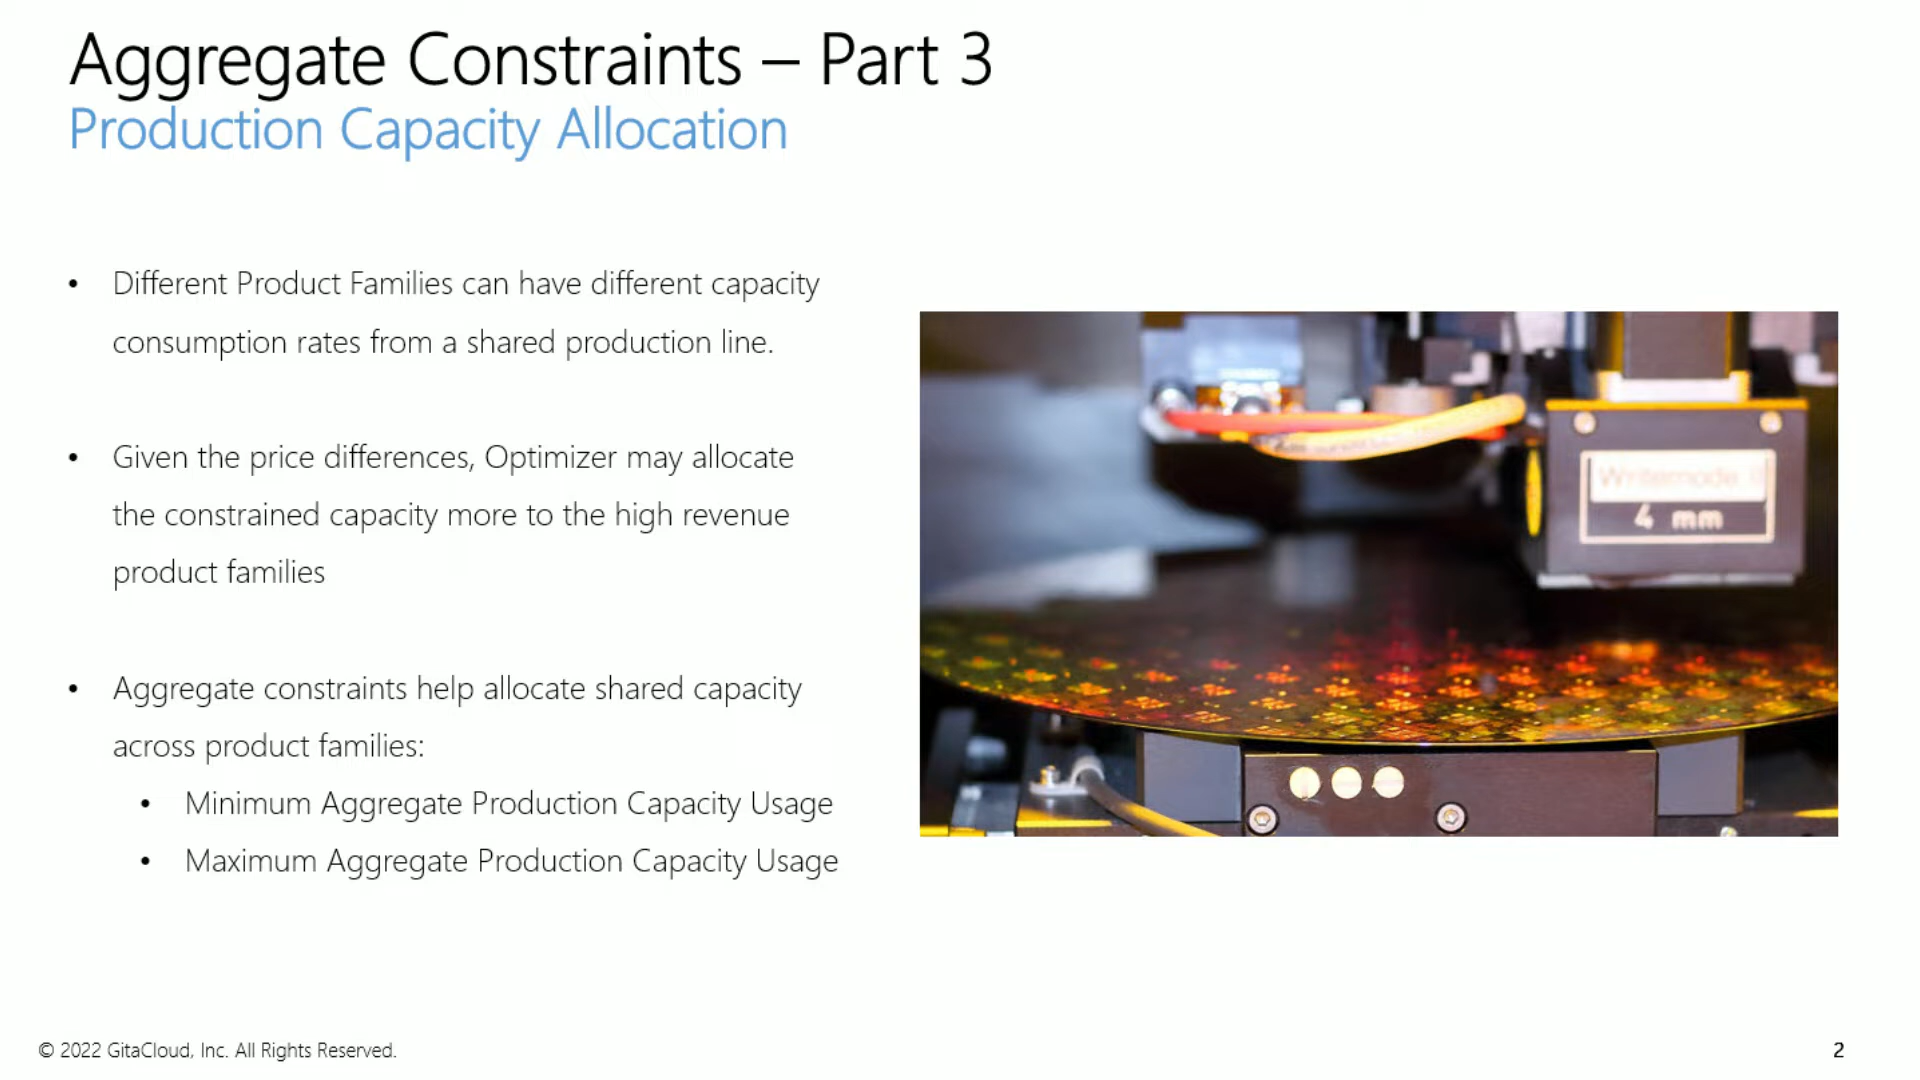 Aggregate Constraints – Part 3
Production Capacity Allocation
• Different Product Families can have different capacity
consumption rates from a shared production line.
• Given the price differences, Optimizer may allocate
the constrained capacity more to the high revenue
product families
• Aggregate constraints help allocate shared capacity
across product families:
• Minimum Aggregate Production Capacity Usage
• Maximum Aggregate Production Capacity Usage
4 mm
© 2022 GitaCloud, Inc. All Rights Reserved.
2